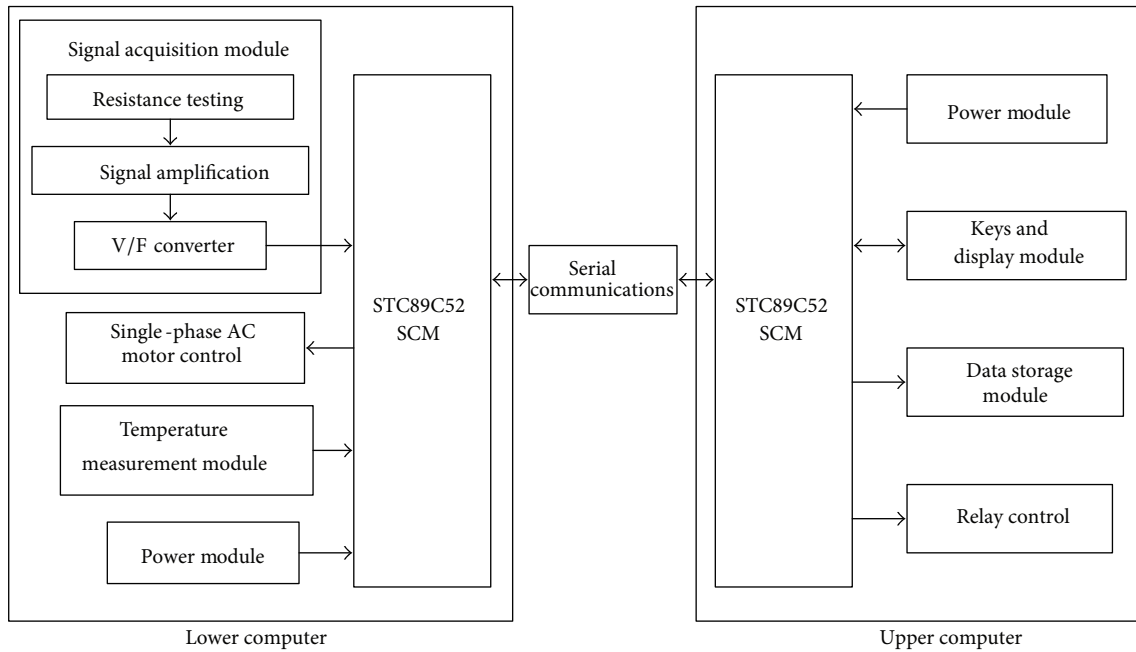 Signal acquisition module
Resistance testing
Signal amplification
V/F converter
Single-phase AC
motor control
Temperature
measurement module
Power module
STC89C52
SCM
Lower computer
Serial
communications
STC89C52
SCM
Power module
Keys and
display module
Data storage
module
Relay control
Upper computer